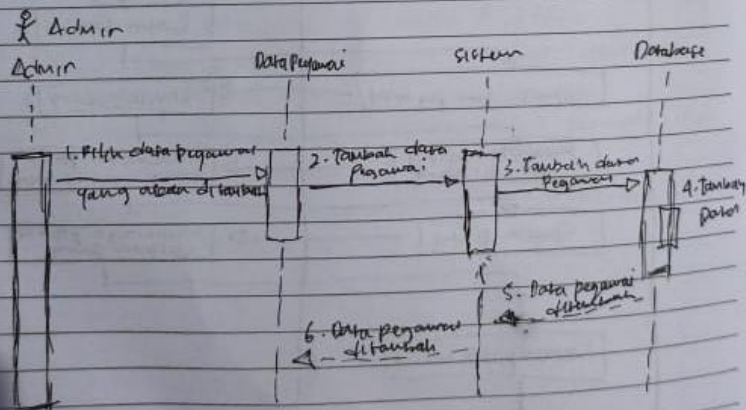 Admin
Admin
Data Pegawai
Sistem
Database
1. Pilih data pegawai
yang akan ditambah
2. Tambah data
Pegawai
3. Tambah data
Pegawai
4. Tambah
Data
5. Data pegawai
ditambah
6. Data pegawai
ditambah